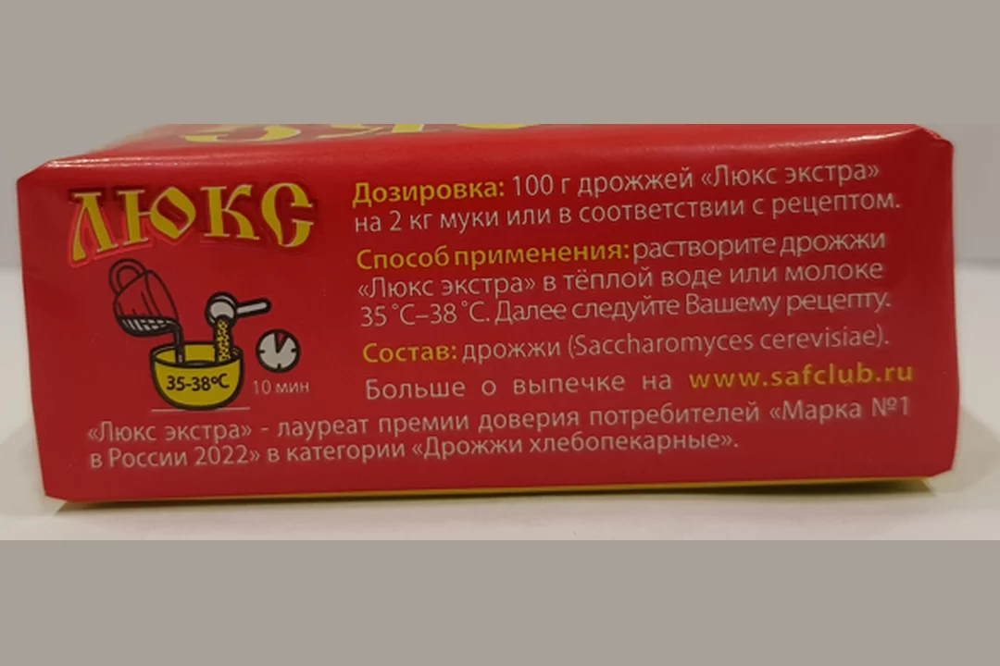 ЛЮКС
Дозировка: 100 г дрожжей «Люкс экстра»
на 2 кг муки или в соответствии с рецептом.
Способ применения: растворите дрожжи
«Люкс экстра» в тёплой воде или молоке
35 °С–38 °С. Далее следуйте Вашему рецепту.
Состав: дрожжи (Saccharomyces cerevisiae).
35-38ºС
10 мин
Больше о выпечке на www.safclub.ru
«Люкс экстра» - лауреат премии доверия потребителей «Марка №1
в России 2022» в категории «Дрожжи хлебопекарные».